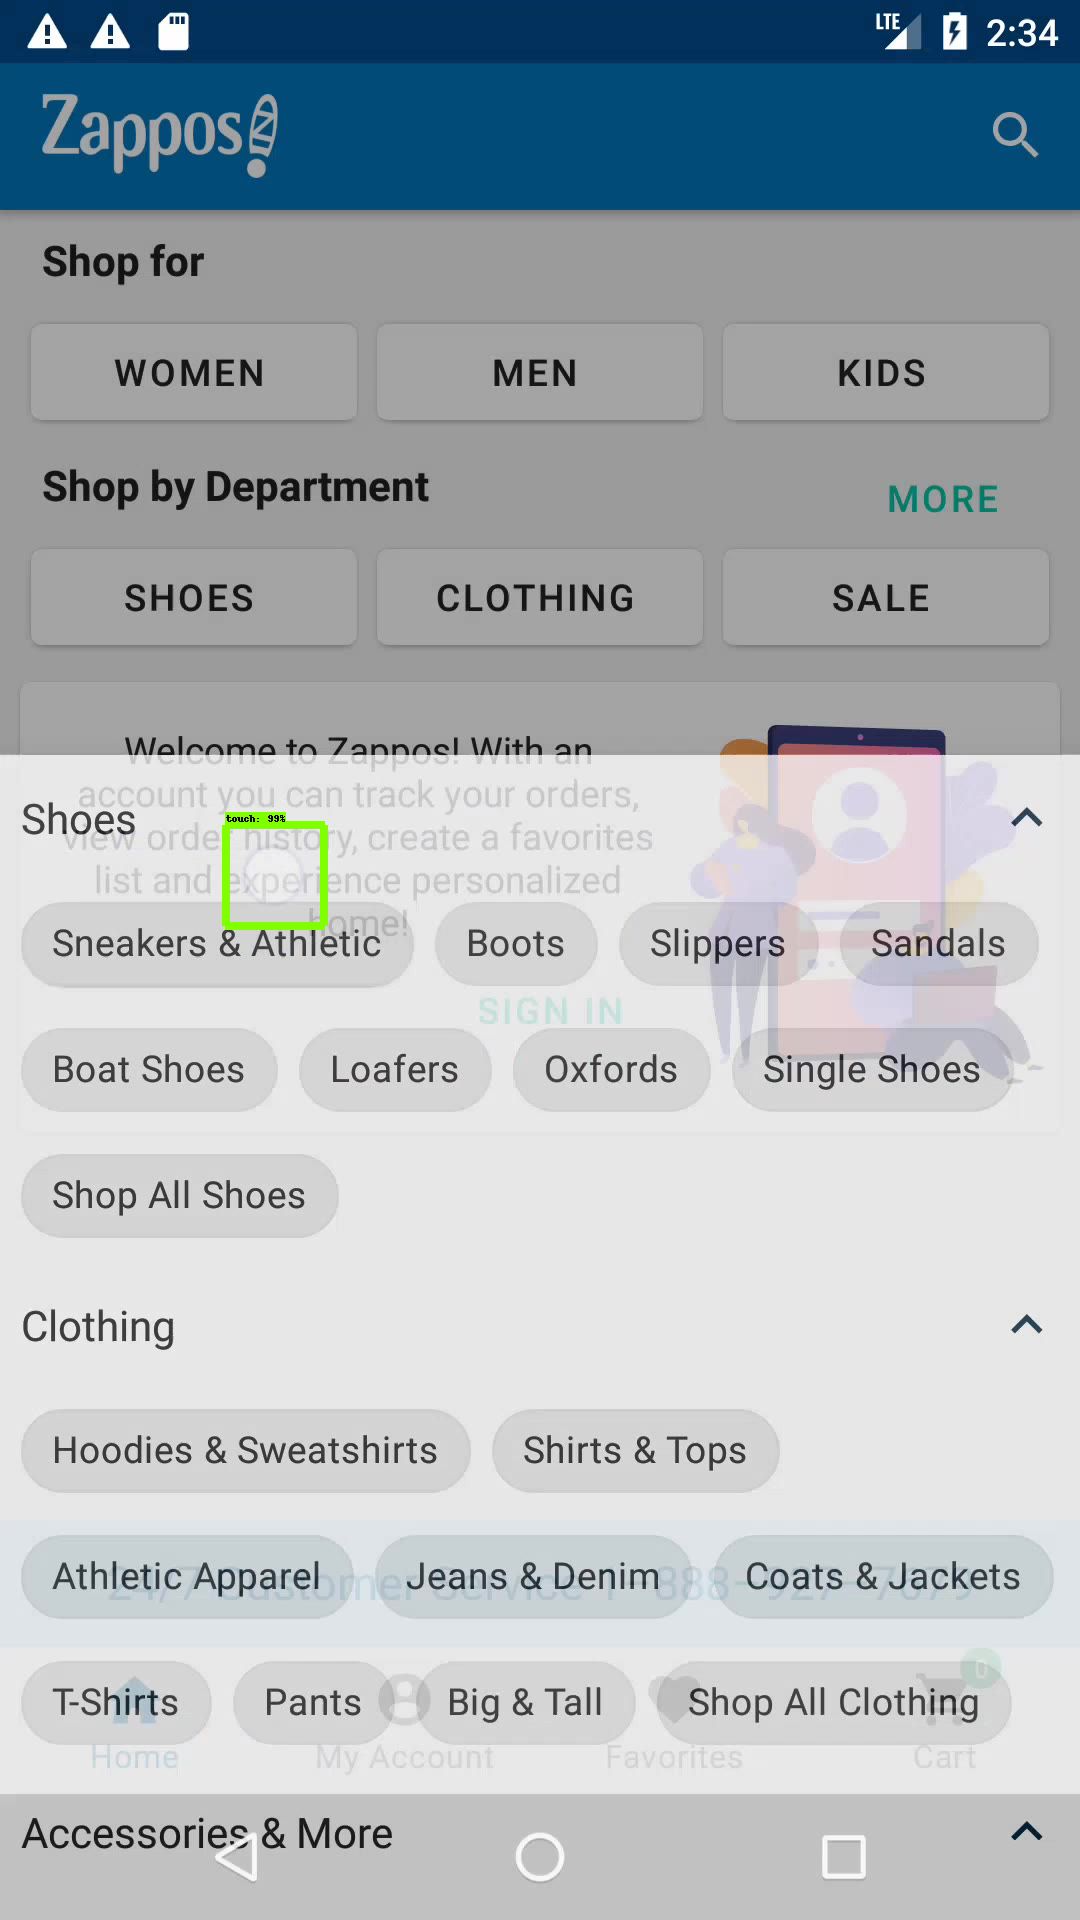 LTE 2:34
Zappos
Shop for
WOMEN MEN KIDS
Shop by Department MORE
SHOES CLOTHING SALE
Welcome to Zappos! With an
account you can track your orders,
view order history, create a favorites
list and experience personalized
home!
SIGN IN
Shoes
touch: 99%
Sneakers & Athletic Boots Slippers Sandals
Boat Shoes Loafers Oxfords Single Shoes
Shop All Shoes
Clothing
Hoodies & Sweatshirts Shirts & Tops
Athletic Apparel Jeans & Denim Coats & Jackets
24/7 Customer Service 1-888-927-7679
T-Shirts Pants Big & Tall Shop All Clothing
0
Home My Account Favorites Cart
Accessories & More